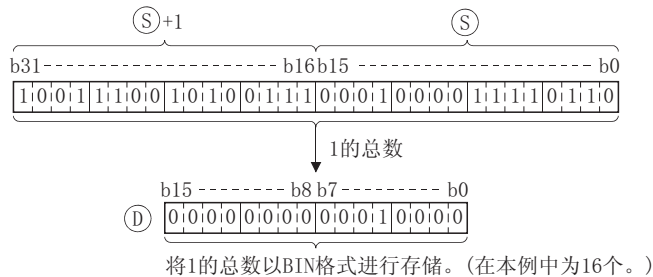 Ⓢ+1 Ⓢ
b31 b16 b15 b0
1 0 0 1 1 1 0 0 1 0 1 0 0 1 1 1 0 0 0 1 0 0 0 0 1 1 1 1 0 1 1 0
1的总数
b15 b8 b7 b0
Ⓓ 0 0 0 0 0 0 0 0 0 0 0 1 0 0 0 0
将1的总数以BIN格式进行存储。(在本例中为16个。)